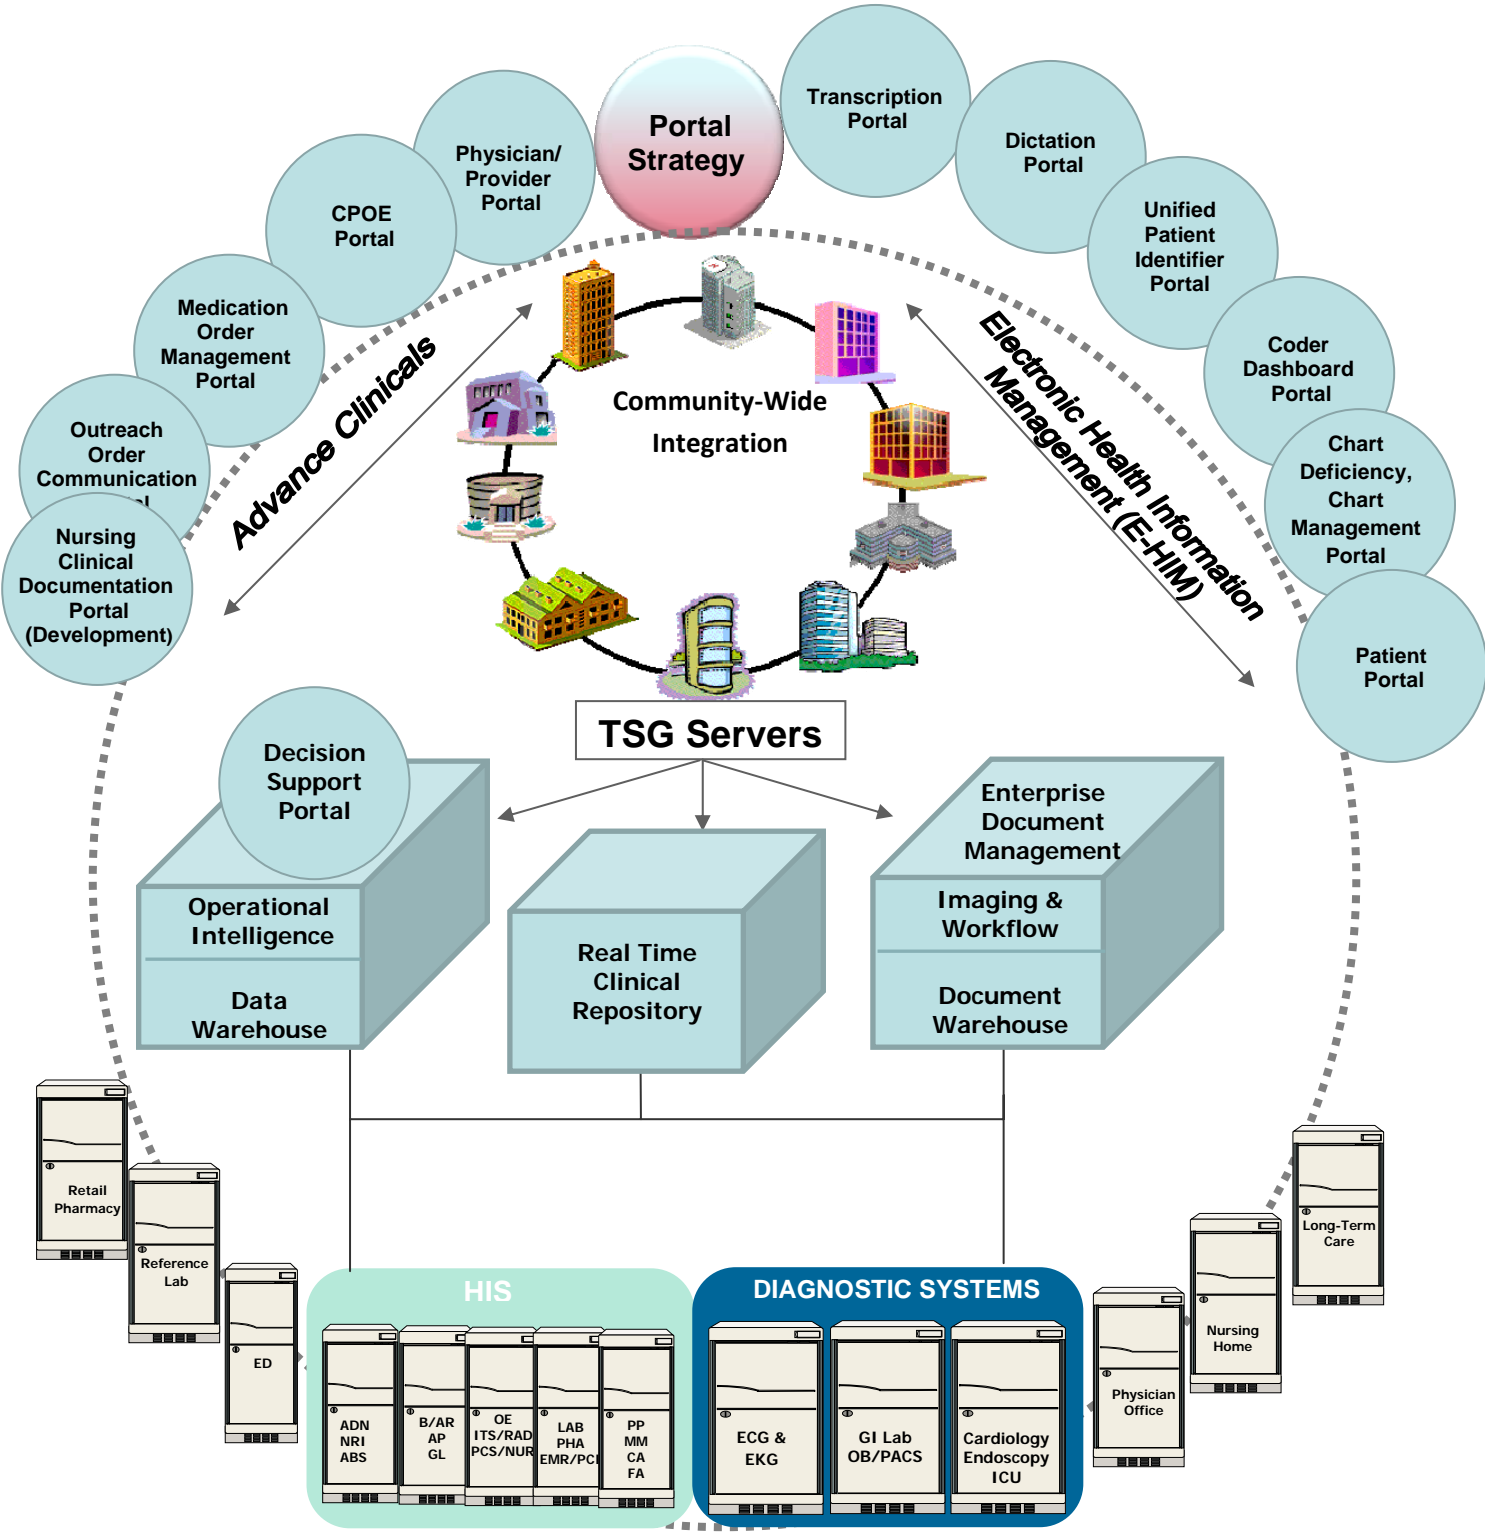 Portal
Strategy
Transcription
Portal
Dictation
Portal
Physician/
Provider
Portal
CPOE
Portal
Unified
Patient
Identifier
Portal
Medication
Order
Management
Portal
Coder
Dashboard
Portal
Outreach
Order
Communication
Chart
Deficiency,
Chart
Management
Portal
Nursing
Clinical
Documentation
Portal
(Development)
Patient
Portal
Advance Clinicals
Electronic Health Information
Management (E-HIM)
Community-Wide
Integration
TSG Servers
Decision
Support
Portal
Operational
Intelligence
Data
Warehouse
Real Time
Clinical
Repository
Enterprise
Document
Management
Imaging &
Workflow
Document
Warehouse
Retail
Pharmacy
Reference
Lab
ED
HIS
ADN
NRI
ABS
B/AR
AP
GL
OE
ITS/RAD
PCS/NUR
LAB
PHA
EMR/PCI
PP
MM
CA
FA
DIAGNOSTIC SYSTEMS
ECG &
EKG
GI Lab
OB/PACS
Cardiology
Endoscopy
ICU
Physician
Office
Nursing
Home
Long-Term
Care